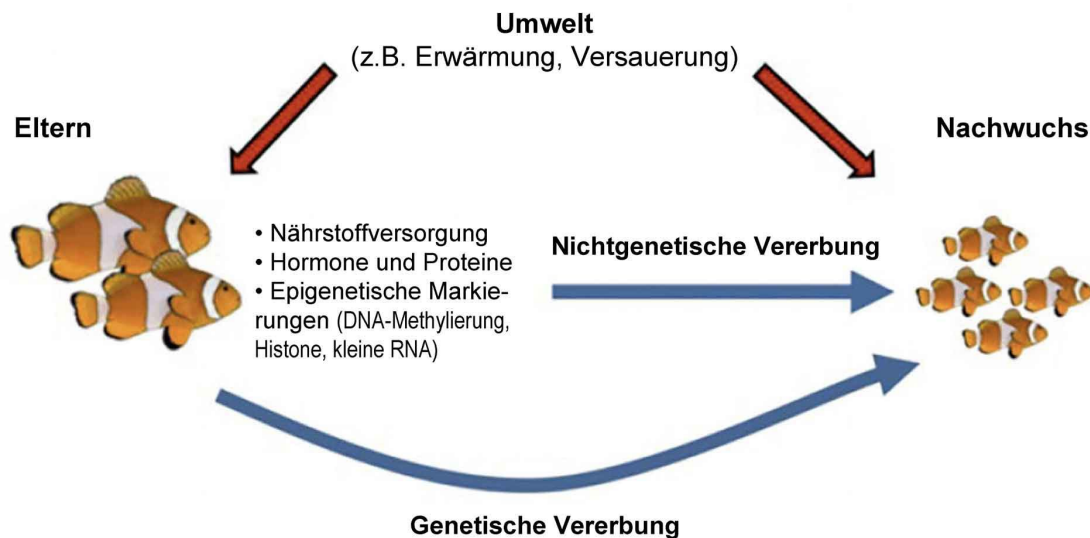 Umwelt
(z.B. Erwärmung, Versauerung)
Eltern
Nachwuchs
• Nährstoffversorgung
• Hormone und Proteine
• Epigenetische Markie-
rungen (DNA-Methylierung,
Histone, kleine RNA)
Nichtgenetische Vererbung
Genetische Vererbung